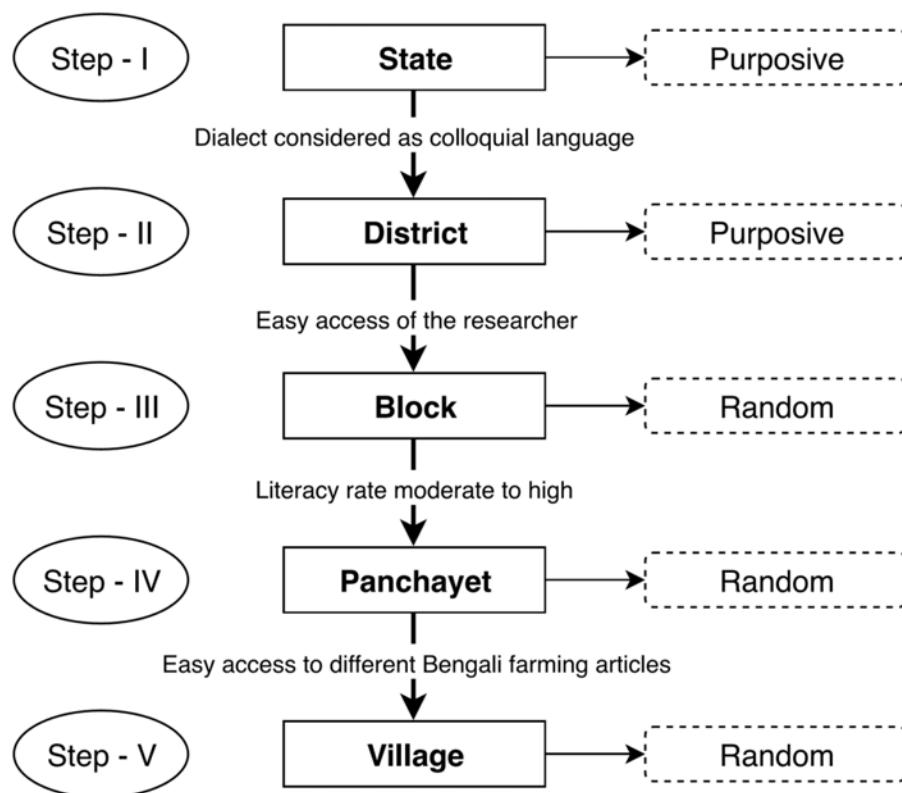 Step - I
State
Purposive
Dialect considered as colloquial language
Step - II
District
Purposive
Easy access of the researcher
Step - III
Block
Random
Literacy rate moderate to high
Step - IV
Panchayet
Random
Easy access to different Bengali farming articles
Step - V
Village
Random